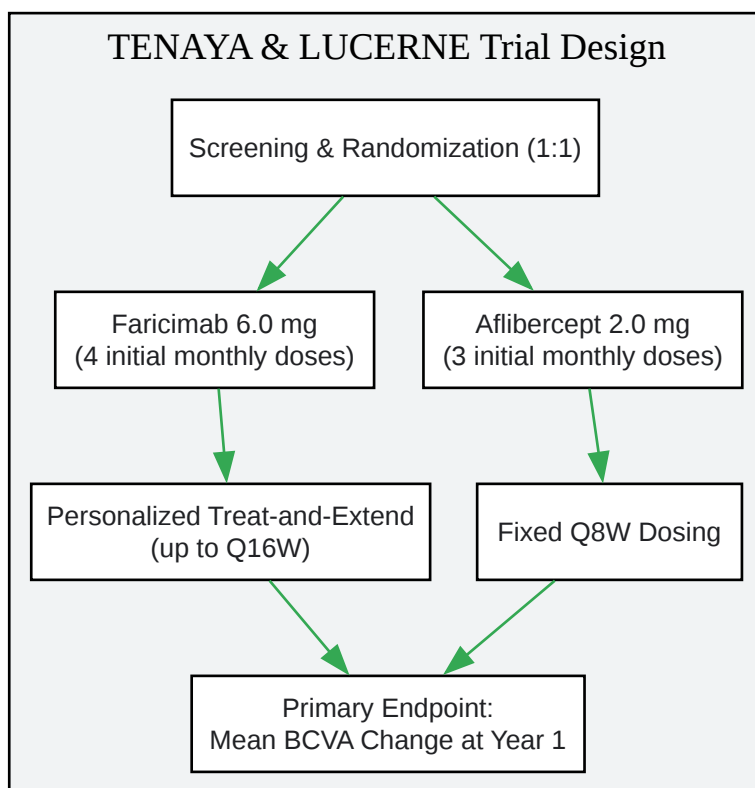 TENAYA & LUCERNE Trial Design
Screening & Randomization (1:1)
Faricimab 6.0 mg
(4 initial monthly doses)
Aflibercept 2.0 mg
(3 initial monthly doses)
Personalized Treat-and-Extend
(up to Q16W)
Fixed Q8W Dosing
Primary Endpoint:
Mean BCVA Change at Year 1